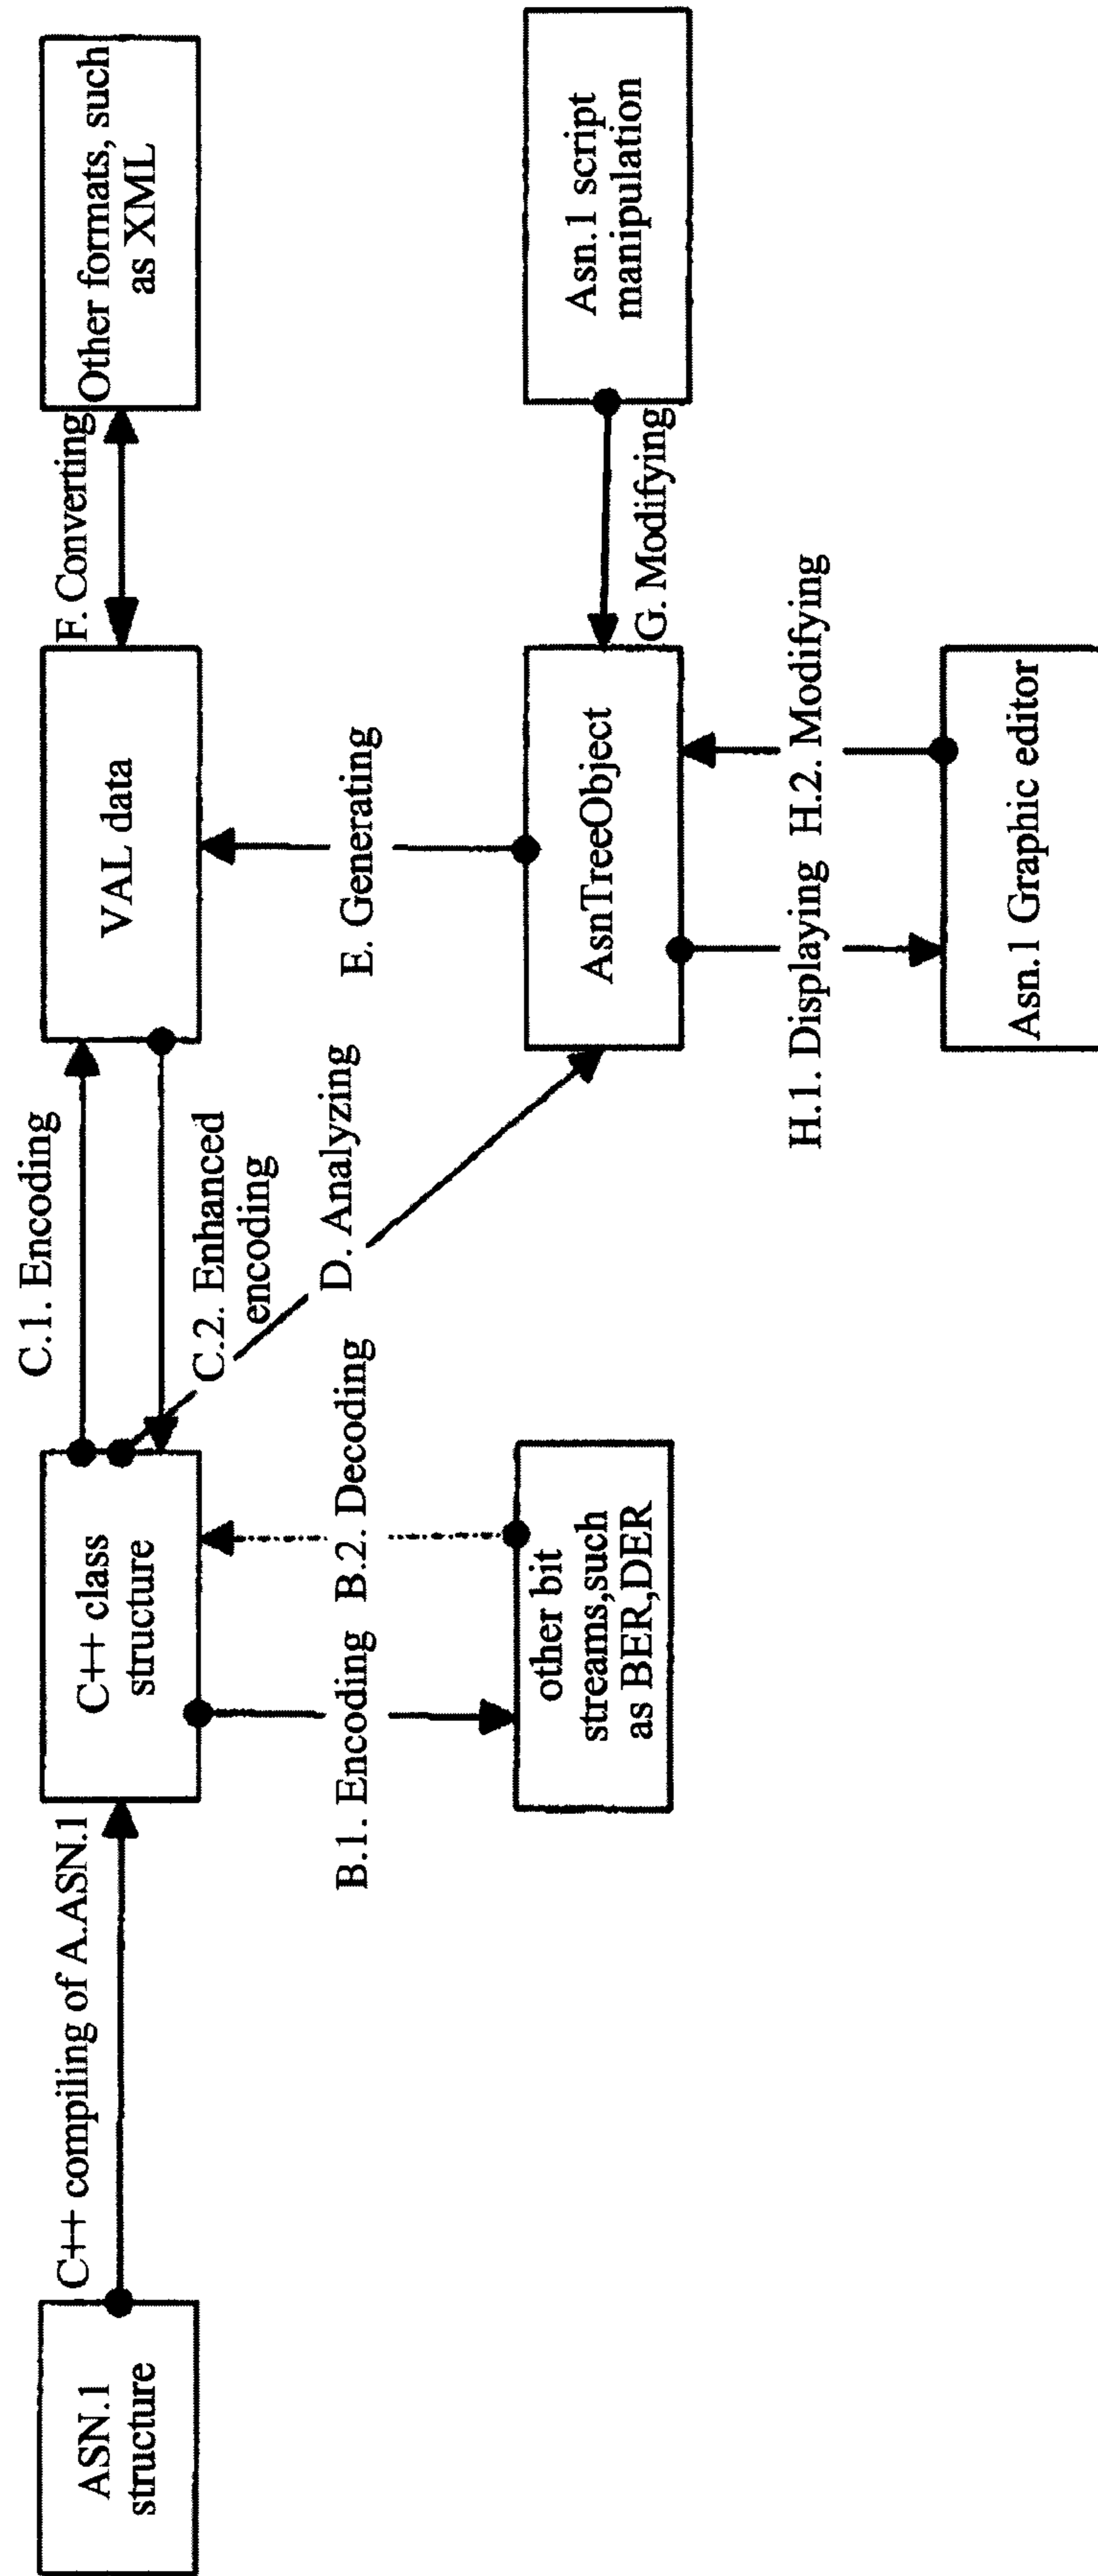 ASN.1
structure
C++ compiling of A.ASN.1
C++ class
structure
C.1. Encoding
C.2. Enhanced
encoding
VAL data
F. Converting
Other formats, such
as XML
B.1. Encoding
B.2. Decoding
other bit
streams,such
as BER,DER
D. Analyzing
E. Generating
AsnTreeObject
G. Modifying
Asn.1 script
manipulation
H.1. Displaying
H.2. Modifying
Asn.1 Graphic editor